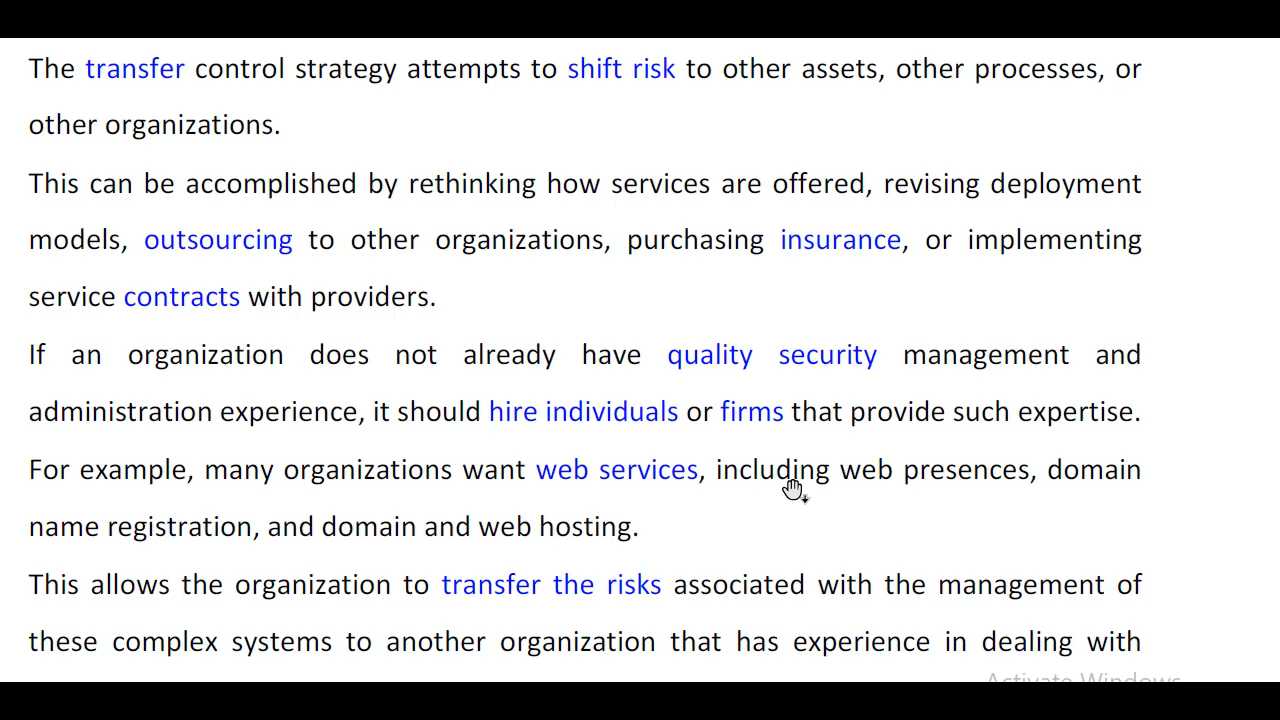 The transfer control strategy attempts to shift risk to other assets, other processes, or
other organizations.
This can be accomplished by rethinking how services are offered, revising deployment
models, outsourcing to other organizations, purchasing insurance, or implementing
service contracts with providers.
If an organization does not already have quality security management and
administration experience, it should hire individuals or firms that provide such expertise.
For example, many organizations want web services, including web presences, domain
name registration, and domain and web hosting.
This allows the organization to transfer the risks associated with the management of
these complex systems to another organization that has experience in dealing with
Activate Windows